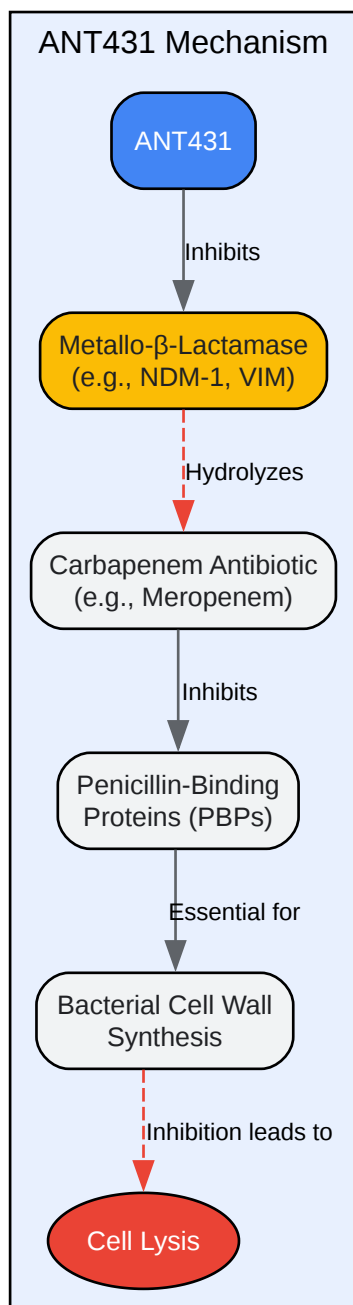 ANT431 Mechanism
ANT431
Inhibits
Metallo-β-Lactamase
(e.g., NDM-1, VIM)
Hydrolyzes
Carbapenem Antibiotic
(e.g., Meropenem)
Inhibits
Penicillin-Binding
Proteins (PBPs)
Essential for
Bacterial Cell Wall
Synthesis
Inhibition leads to
Cell Lysis